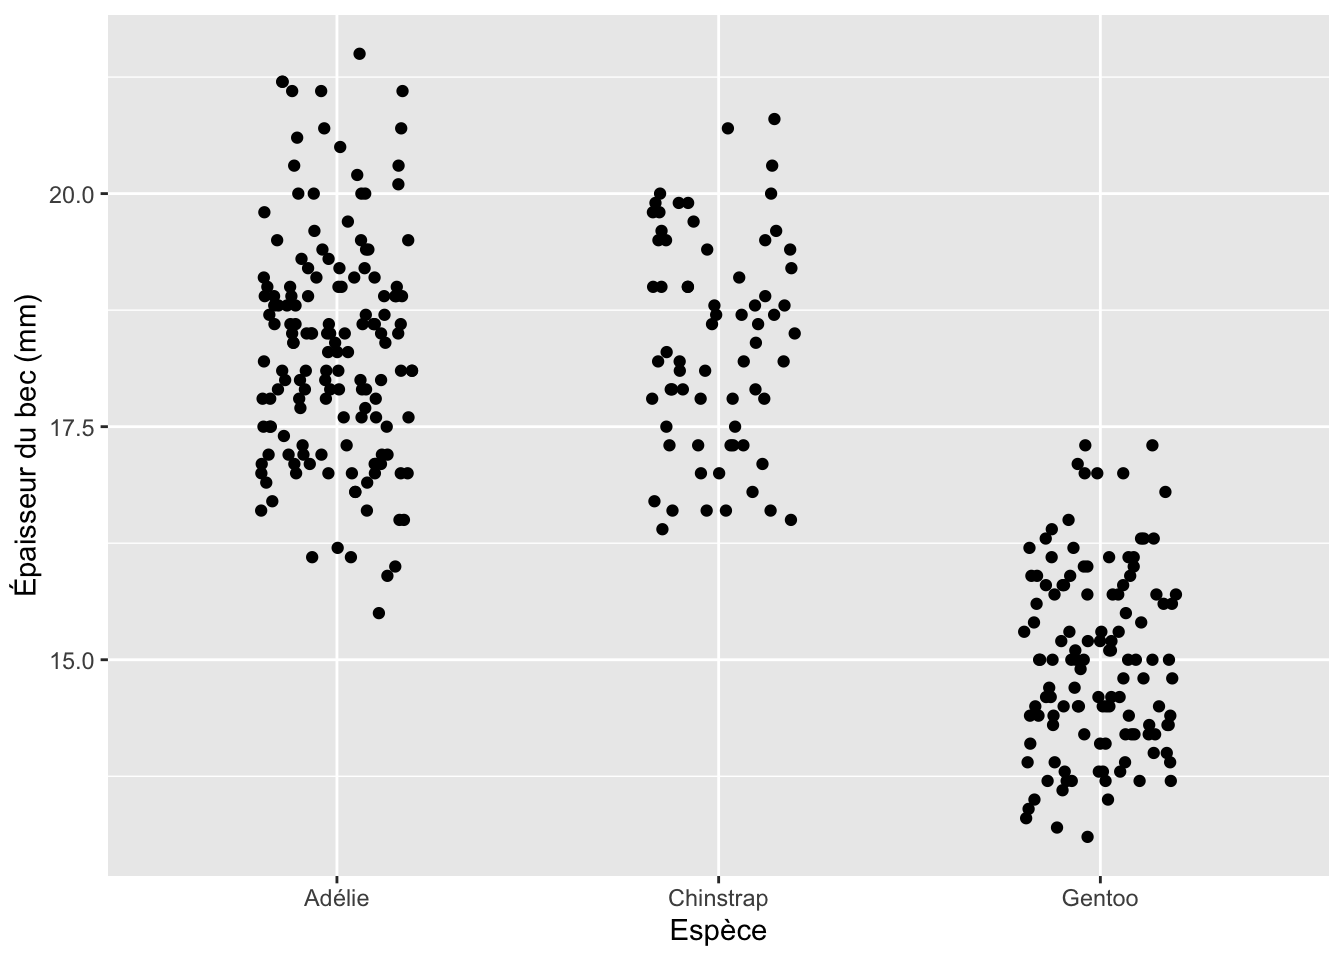 Épaisseur du bec (mm)
20.0
17.5
15.0
Adélie
Chinstrap
Gentoo
Espèce